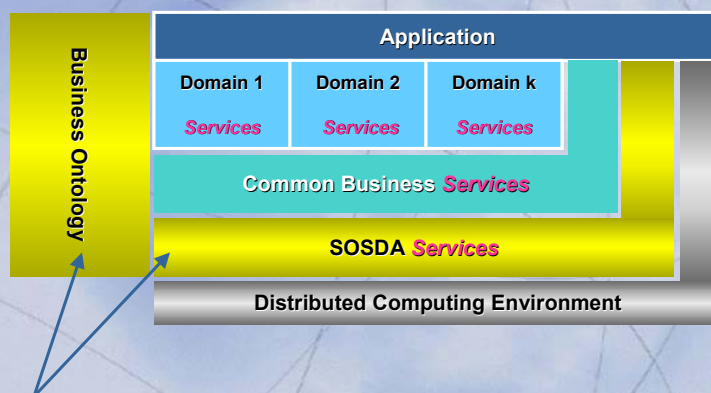 Business Ontology
Application
Domain 1
Services
Domain 2
Services
Domain k
Services
Common Business Services
SOSDA Services
Distributed Computing Environment